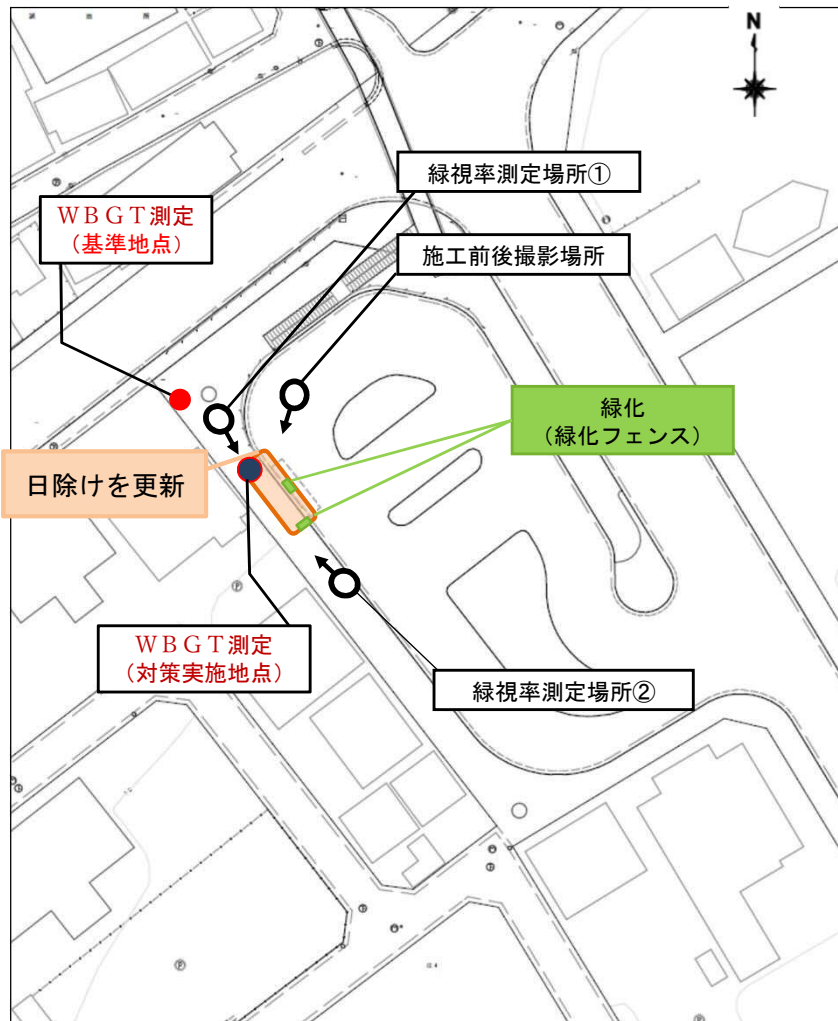 N
緑視率測定場所①
WBGT測定
(基準地点)
施工前後撮影場所
緑化
(緑化フェンス)
日除けを更新
WBGT測定
(対策実施地点)
緑視率測定場所②